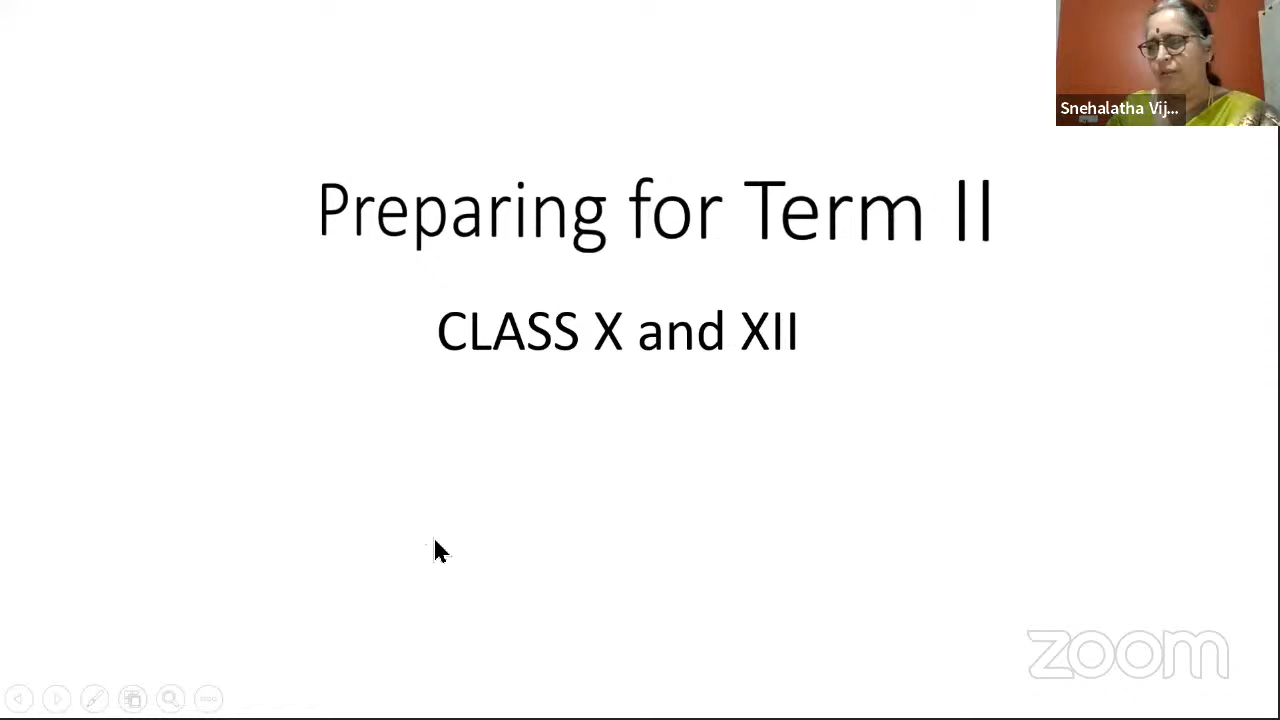 Snehalatha Vij...
Preparing for Term II
CLASS X and XII
zoom